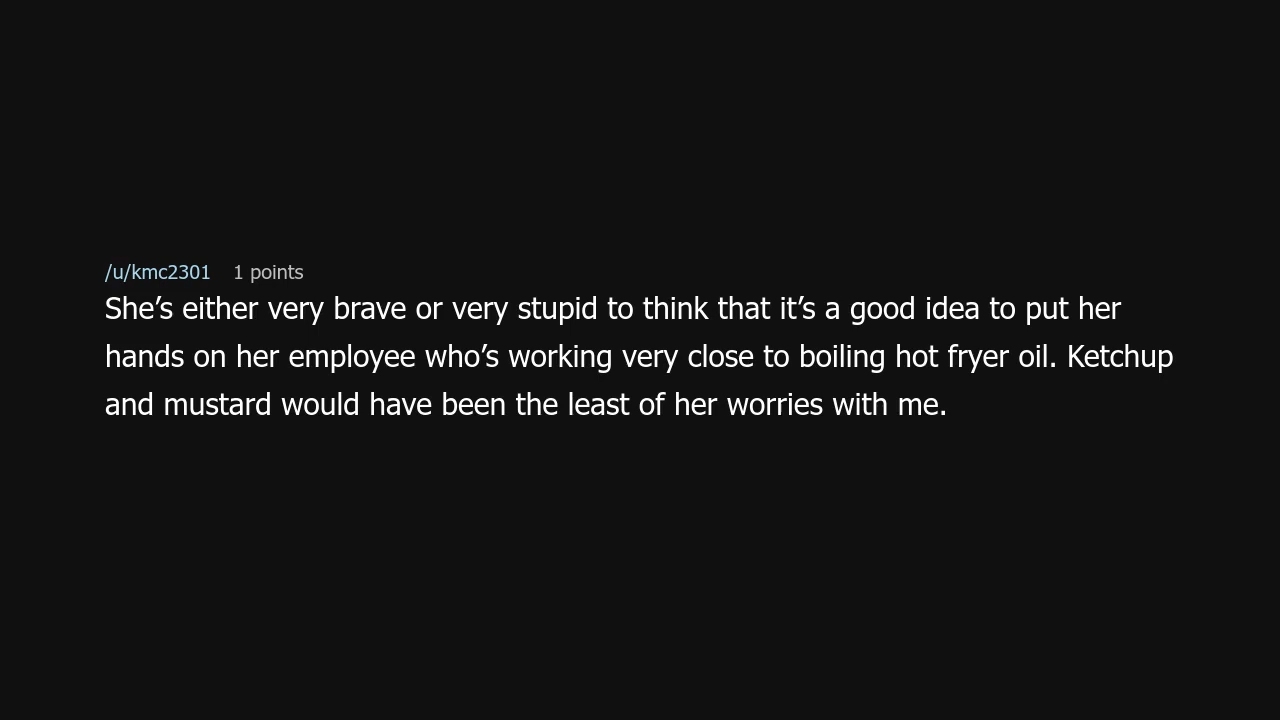 /u/kmc2301 1 points
She’s either very brave or very stupid to think that it’s a good idea to put her
hands on her employee who’s working very close to boiling hot fryer oil. Ketchup
and mustard would have been the least of her worries with me.